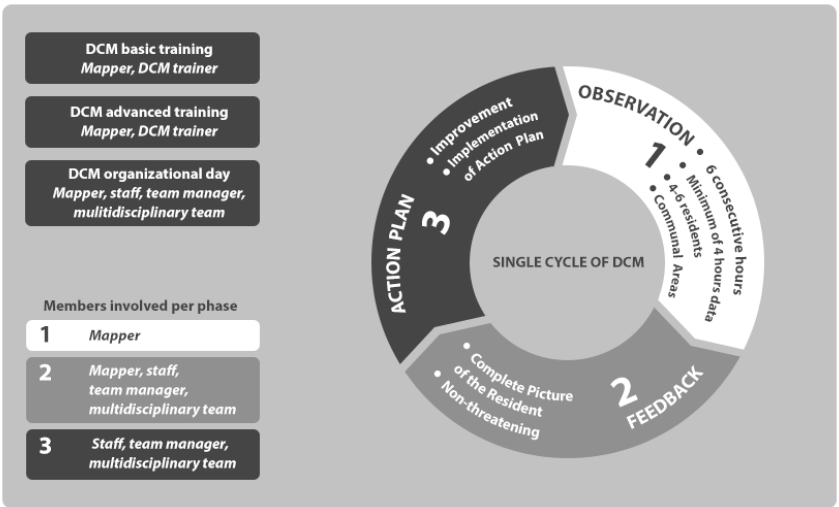 DCM basic training
Mapper, DCM trainer
DCM advanced training
Mapper, DCM trainer
DCM organizational day
Mapper, staff, team manager,
mulitidisciplinary team
Members involved per phase
1 Mapper
2 Mapper, staff,
team manager,
multidisciplinary team
3 Staff, team manager,
multidisciplinary team
SINGLE CYCLE OF DCM
OBSERVATION
1
• 6 consecutive hours
• Minimum of 4 hours data
• 4-6 residents
• Communal Areas
2
FEEDBACK
• Complete Picture
of the Resident
• Non-threatening
ACTION PLAN
3
• Improvement
• Implementation
of Action Plan